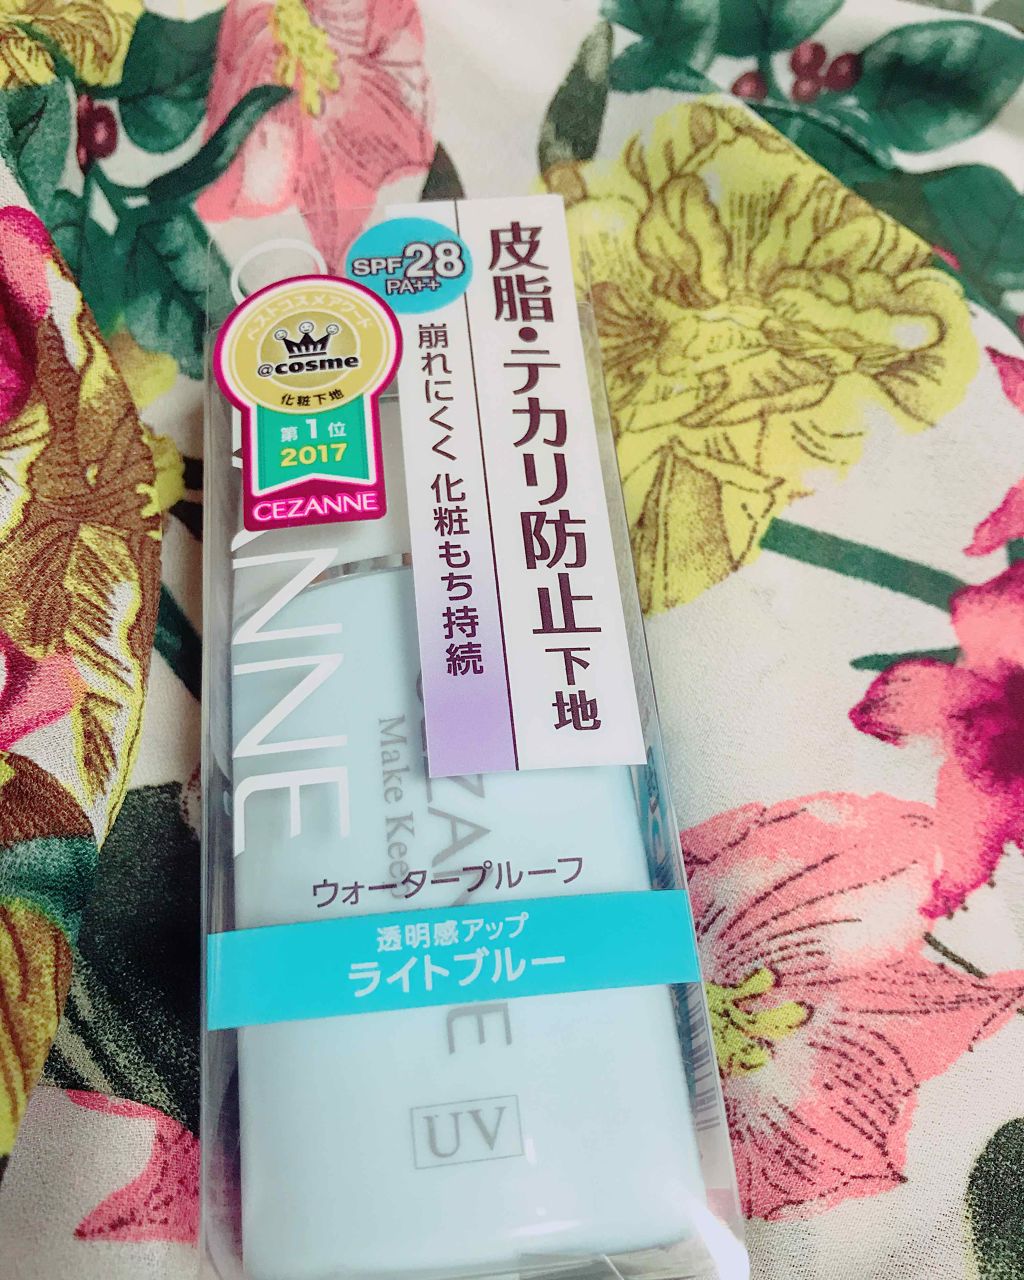 皮脂・テカリ防止下地
崩れにくく 化粧もち持続
SPF28
PA++
ベストコスメアワード
@cosme
化粧下地
第1位
2017
CEZANNE
CEZANNE
Make Keep
ウォータープルーフ
透明感アップ
ライトブルー
UV